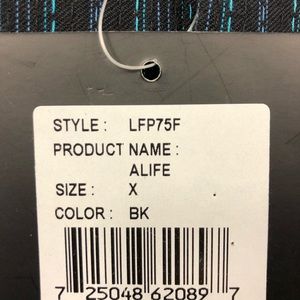 STYLE : LFP75F
PRODUCT NAME :
ALIFE
SIZE : X
COLOR : BK
7 25048 62089 7